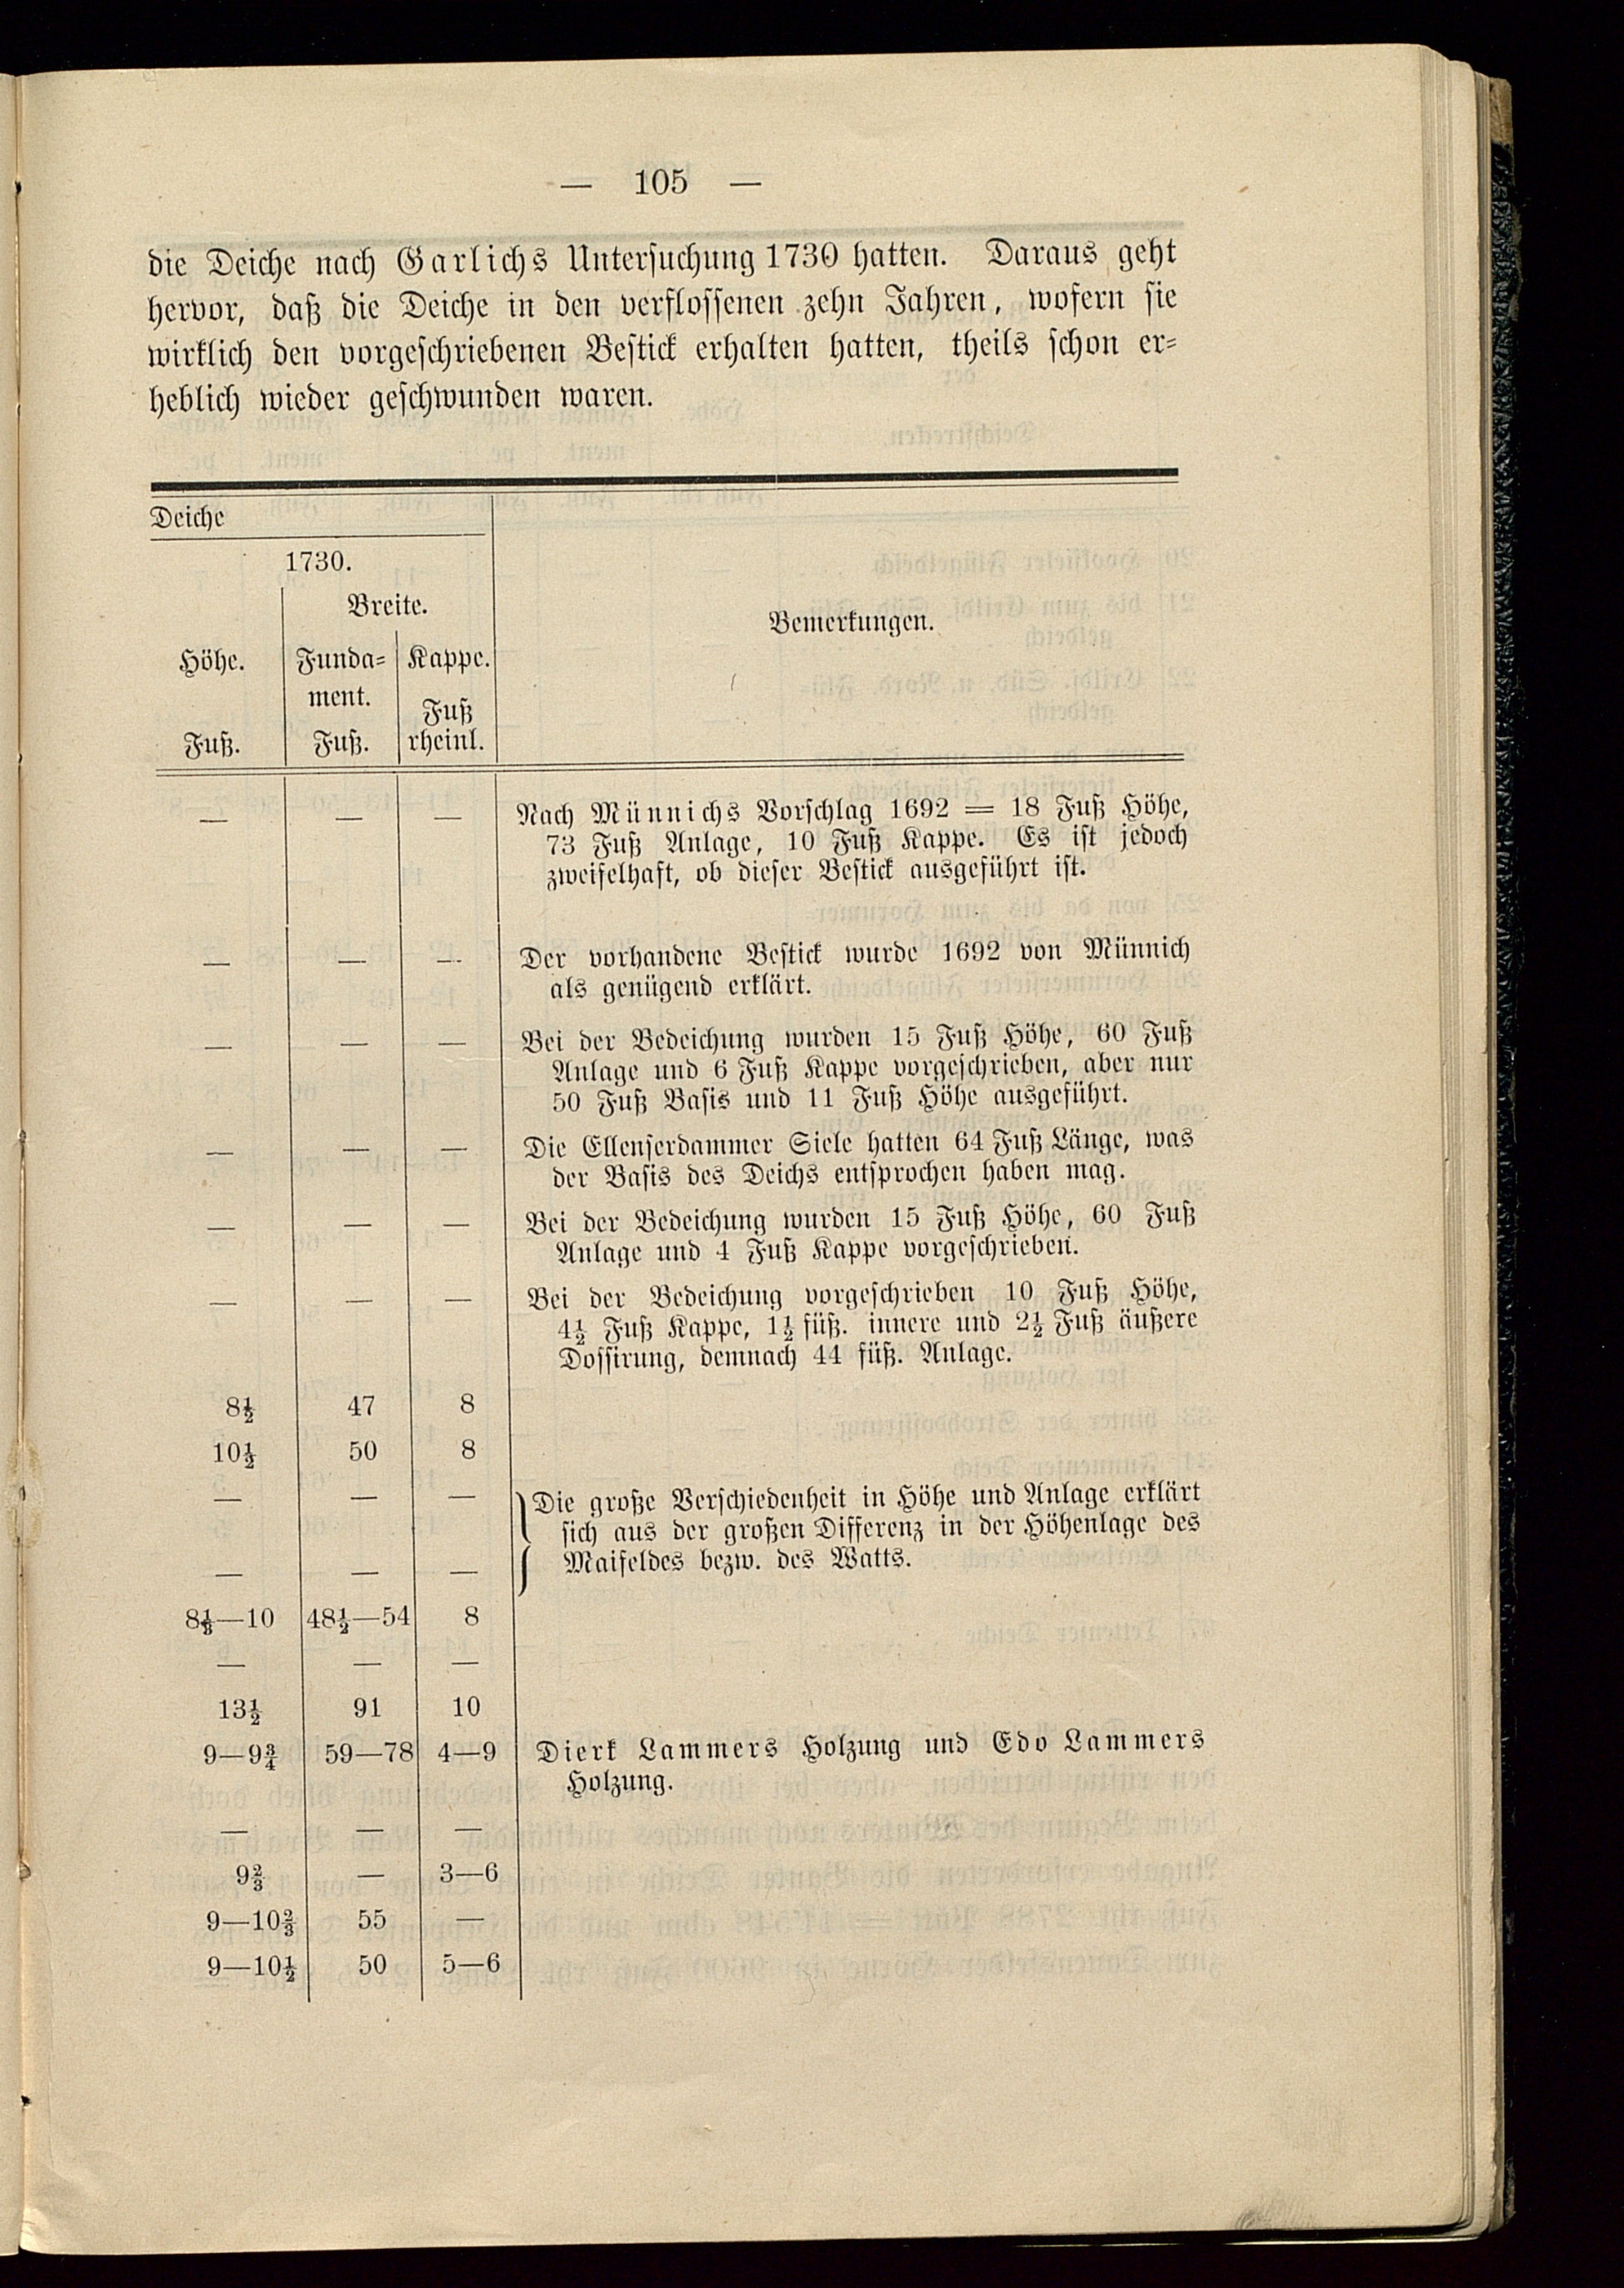 — 105 —
die Deiche nach Garlichs Untersuchung 1730 hatten. Daraus geht
hervor, daß die Deiche in den verflossenen zehn Jahren, wofern sie
wirklich den vorgeschriebenen Bestick erhalten hatten, theils schon er=
heblich wieder geschwunden waren.
Deiche
1730.
Breite.
Bemerkungen.
Höhe. Funda= Kappe.
ment. Fuß
Fuß. Fuß. rheinl.
— — — Nach Münnichs Vorschlag 1692 = 18 Fuß Höhe,
73 Fuß Anlage, 10 Fuß Kappe. Es ist jedoch
zweifelhaft, ob dieser Bestick ausgeführt ist.
— — — Der vorhandene Bestick wurde 1692 von Münnich
als genügend erklärt.
— — — Bei der Bedeichung wurden 15 Fuß Höhe, 60 Fuß
Anlage und 6 Fuß Kappe vorgeschrieben, aber nur
50 Fuß Basis und 11 Fuß Höhe ausgeführt.
— — — Die Ellenserdammer Siele hatten 64 Fuß Länge, was
der Basis des Deichs entsprochen haben mag.
— — — Bei der Bedeichung wurden 15 Fuß Höhe, 60 Fuß
Anlage und 4 Fuß Kappe vorgeschrieben.
— — — Bei der Bedeichung vorgeschrieben 10 Fuß Höhe,
4½ Fuß Kappe, 1½ füß. innere und 2½ Fuß äußere
Dossirung, demnach 44 füß. Anlage.
8½ 47 8
10½ 50 8
— — — Die große Verschiedenheit in Höhe und Anlage erklärt
sich aus der großen Differenz in der Höhenlage des
— — — Maifeldes bezw. des Watts.
8⅓—10 48½—54 8
— — —
13½ 91 10
9—9¾ 59—78 4—9 Dierk Lammers Holzung und Edo Lammers
Holzung.
— — —
9⅔ — 3—6
9—10⅔ 55 —
9—10½ 50 5—6